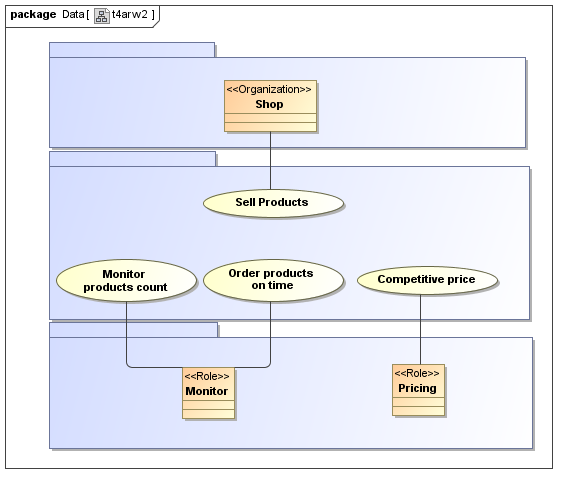 package Data[ t4arw2 ]
<<Organization>>
Shop
Sell Products
Monitor
products count
Order products
on time
Competitive price
<<Role>>
Monitor
<<Role>>
Pricing